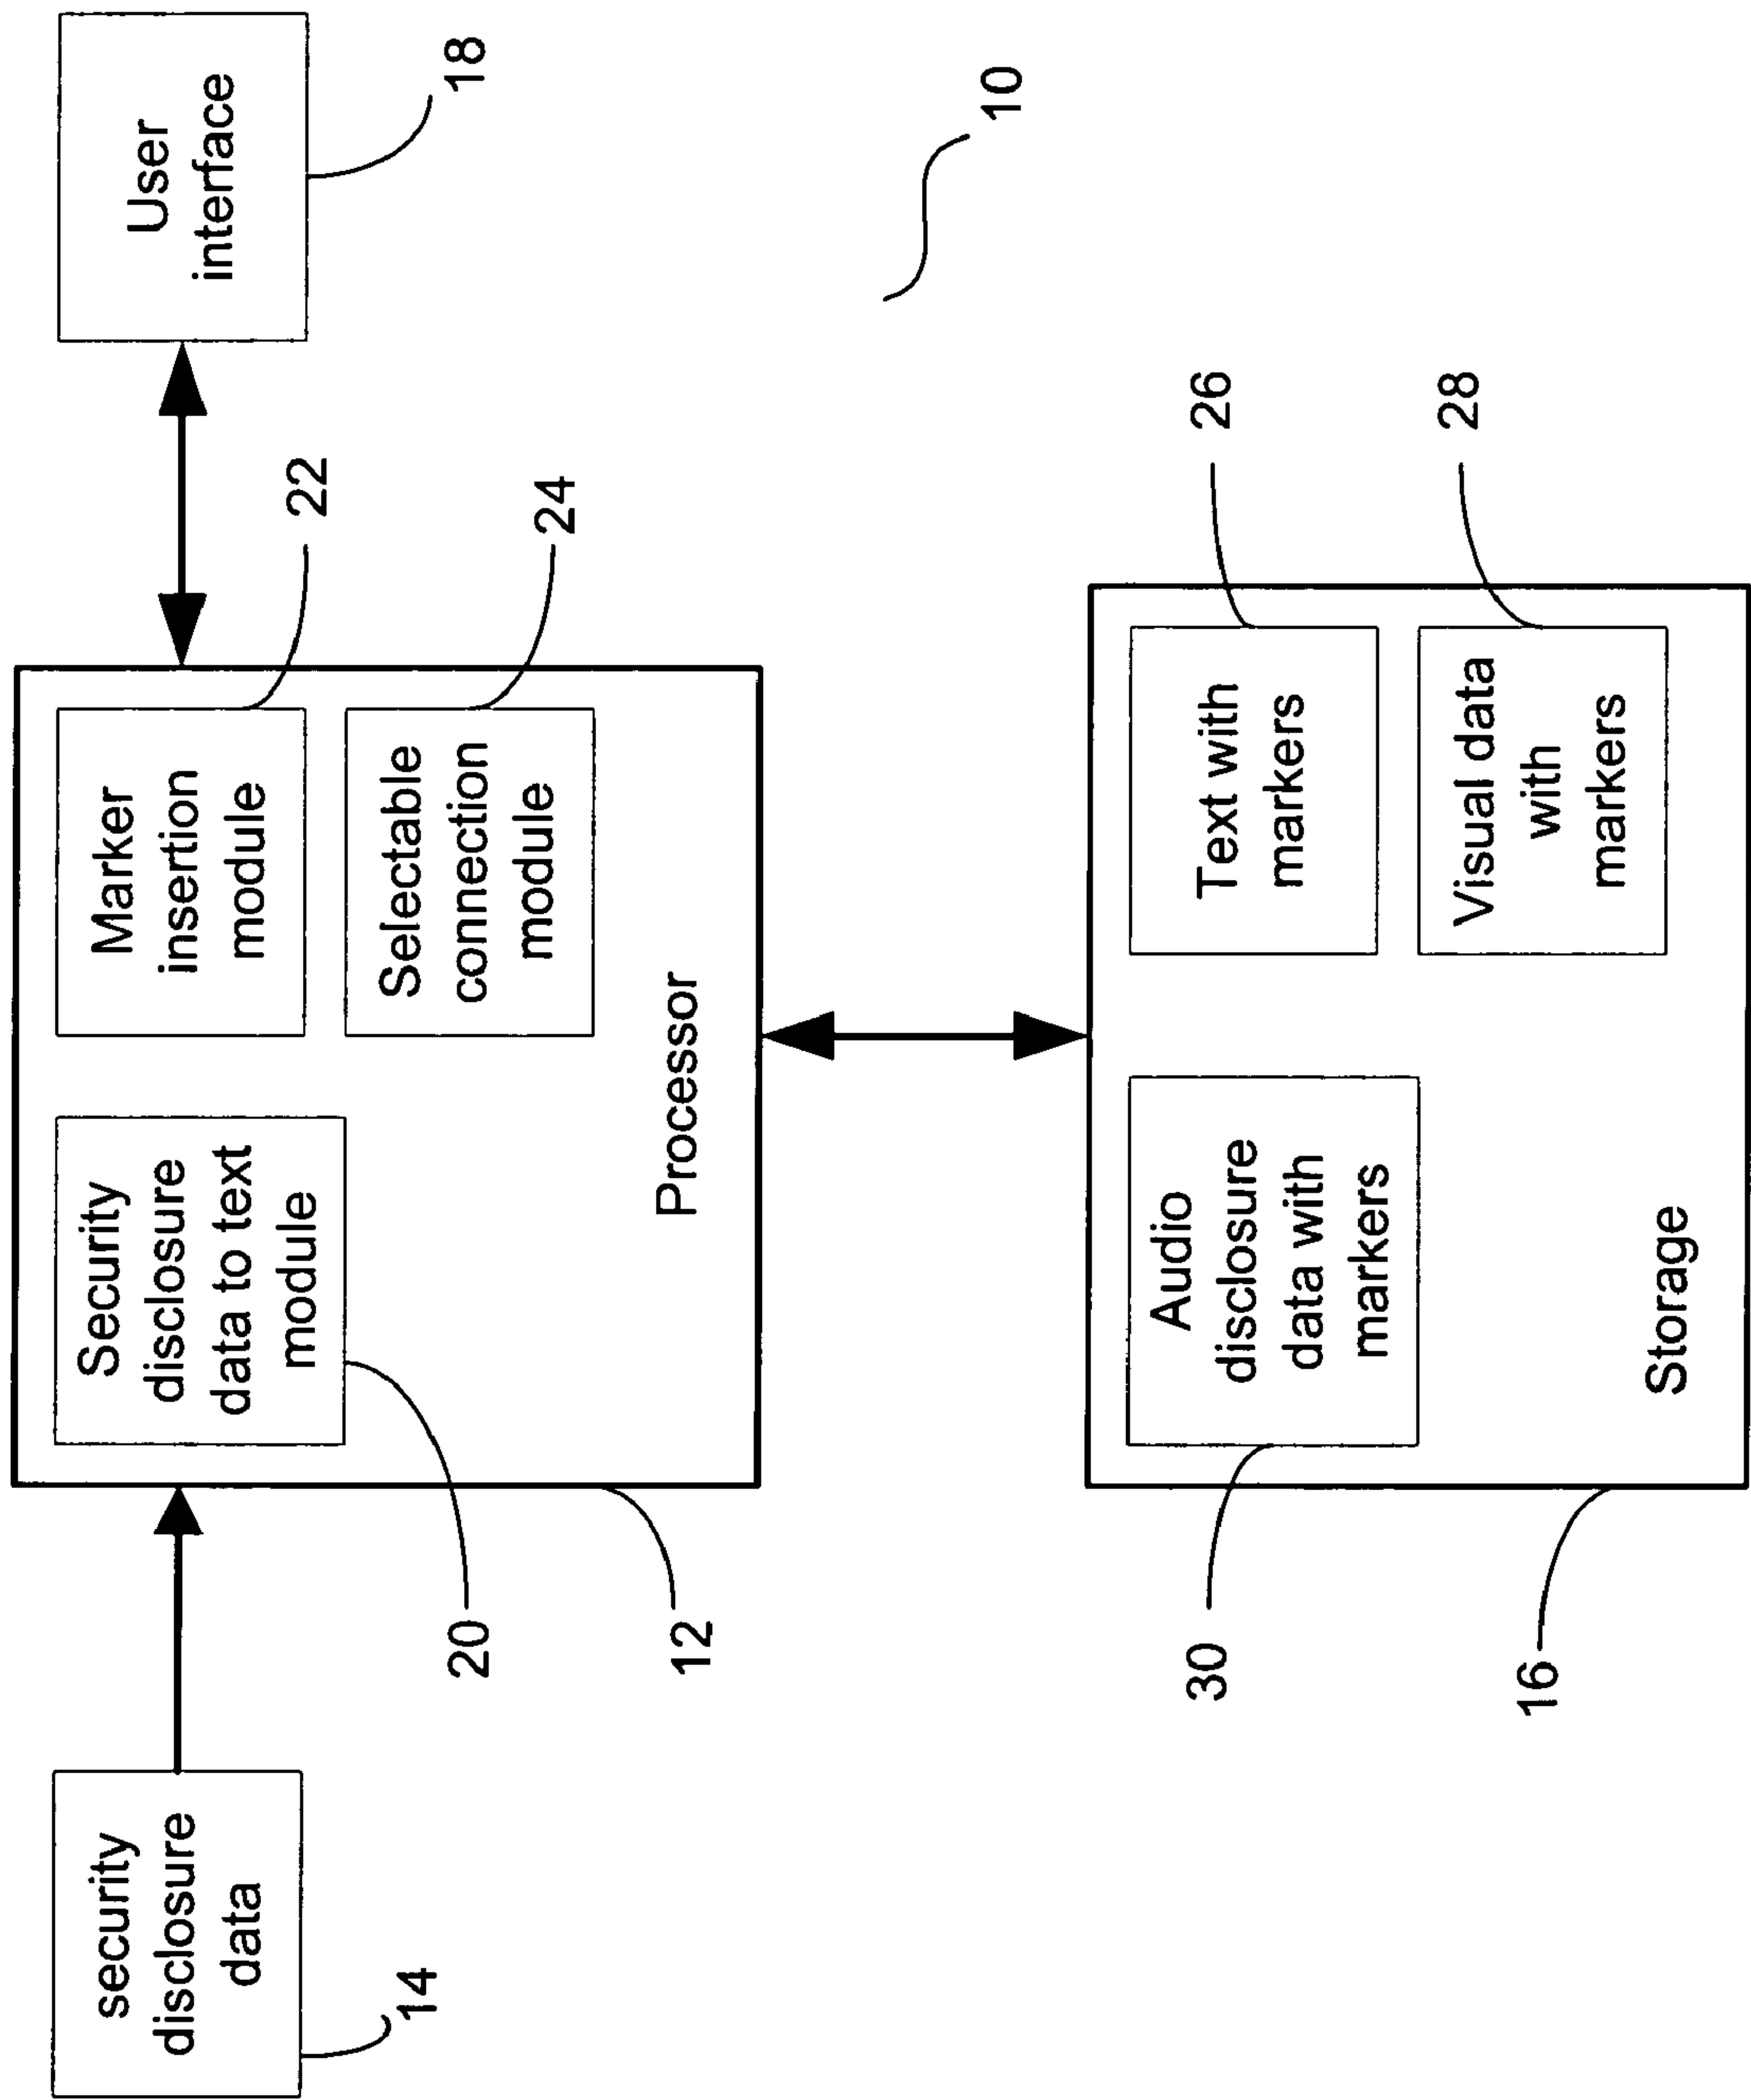 security
disclosure
data
14
Security
disclosure
data to text
module
20
Marker
insertion
module
22
Selectable
connection
module
24
Processor
12
User
interface
18
10
Audio
disclosure
data with
markers
30
Text with
markers
26
Visual data
with
markers
28
Storage
16